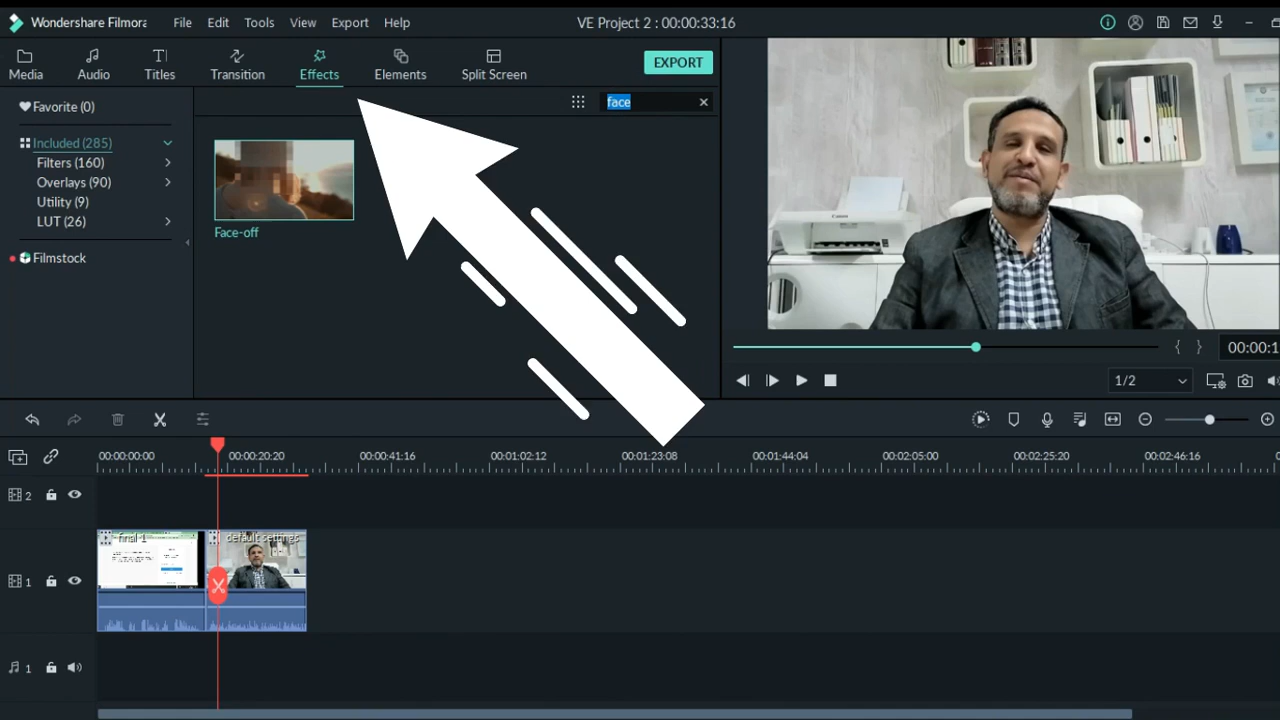 Wondershare Filmora
File Edit Tools View Export Help
VE Project 2 : 00:00:33:16
Media Audio Titles Transition Effects Elements Split Screen
EXPORT
Favorite (0)
face
Included (285)
Filters (160)
Overlays (90)
Utility (9)
LUT (26)
Filmstock
Face-off
Canon
00:00:1
1/2
00:00:00:00 00:00:20:20 00:00:41:16 00:01:02:12 00:01:23:08 00:01:44:04 00:02:05:00 00:02:25:20 00:02:46:16
2
final 1 default settings
1
1